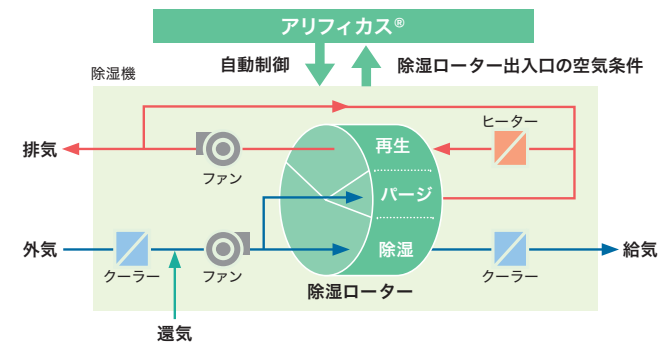 アリフィカス®
自動制御
除湿ローター出入口の空気条件
除湿機
ヒーター
排気
再生
ファン
パージ
外気
除湿
給気
クーラー
ファン
クーラー
除湿ローター
還気